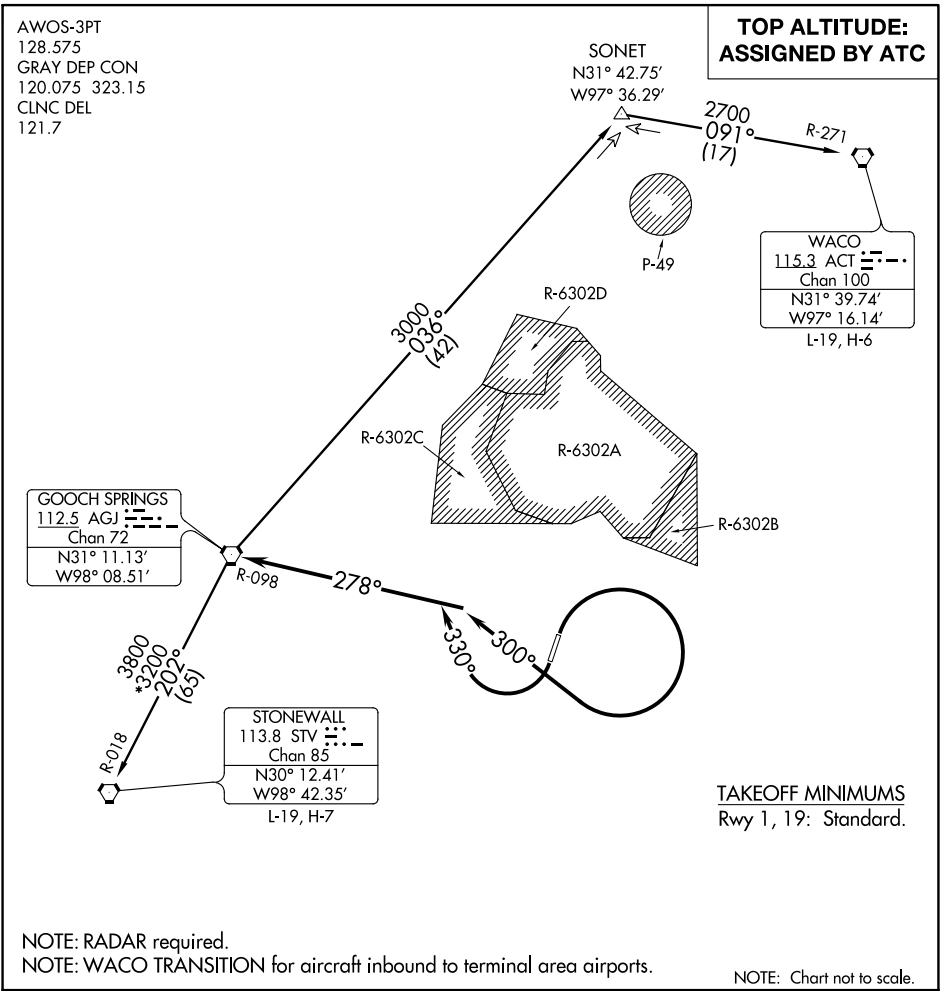 AWOS-3PT
128.575
GRAY DEP CON
120.075 323.15
CLNC DEL
121.7
TOP ALTITUDE:
ASSIGNED BY ATC
SONET
N31° 42.75′
W97° 36.29′
2700
091°
(17)
R-271
WACO
115.3 ACT
Chan 100
N31° 39.74′
W97° 16.14′
L-19, H-6
P-49
R-6302D
3000
036°
(42)
R-6302C
R-6302A
R-6302B
GOOCH SPRINGS
112.5 AGJ
Chan 72
N31° 11.13′
W98° 08.51′
R-098
278°
330°
300°
3800
*3200
202°
(65)
R-018
STONEWALL
113.8 STV
Chan 85
N30° 12.41′
W98° 42.35′
L-19, H-7
TAKEOFF MINIMUMS
Rwy 1, 19: Standard.
NOTE: RADAR required.
NOTE: WACO TRANSITION for aircraft inbound to terminal area airports.
NOTE: Chart not to scale.